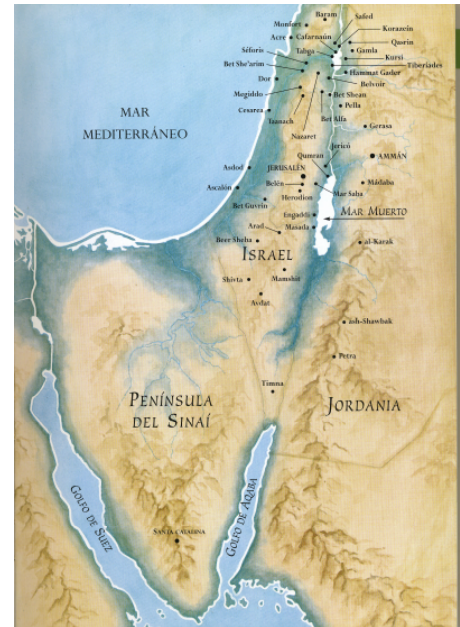 Baram
Safed
Monfort
Korazein
Acre
Cafarnaún
Qasrin
Séforis
Tabga
Gamla
Kursi
Bet She'arim
Tiberíades
Dor
Hammat Gader
Belvoir
Megiddo
Bet Shean
Pella
Cesarea
Taanach
Bet Alfa
Gerasa
MAR
MEDITERRÁNEO
Nazaret
Jericó
Qumran
AMMÁN
Asdod
JERUSALÉN
Ascalón
Belén
Mádaba
Herodion
Mar Saba
Bet Guvrin
Engaddi
MAR MUERTO
Arad
Masada
Beer Sheba
al-Karak
ISRAEL
Shivta
Mamshit
Avdat
ash-Shawbak
Petra
Timna
PENÍNSULA
DEL SINAÍ
JORDANIA
GOLFO DE SUEZ
GOLFO DE AQABA
SANTA CATALINA